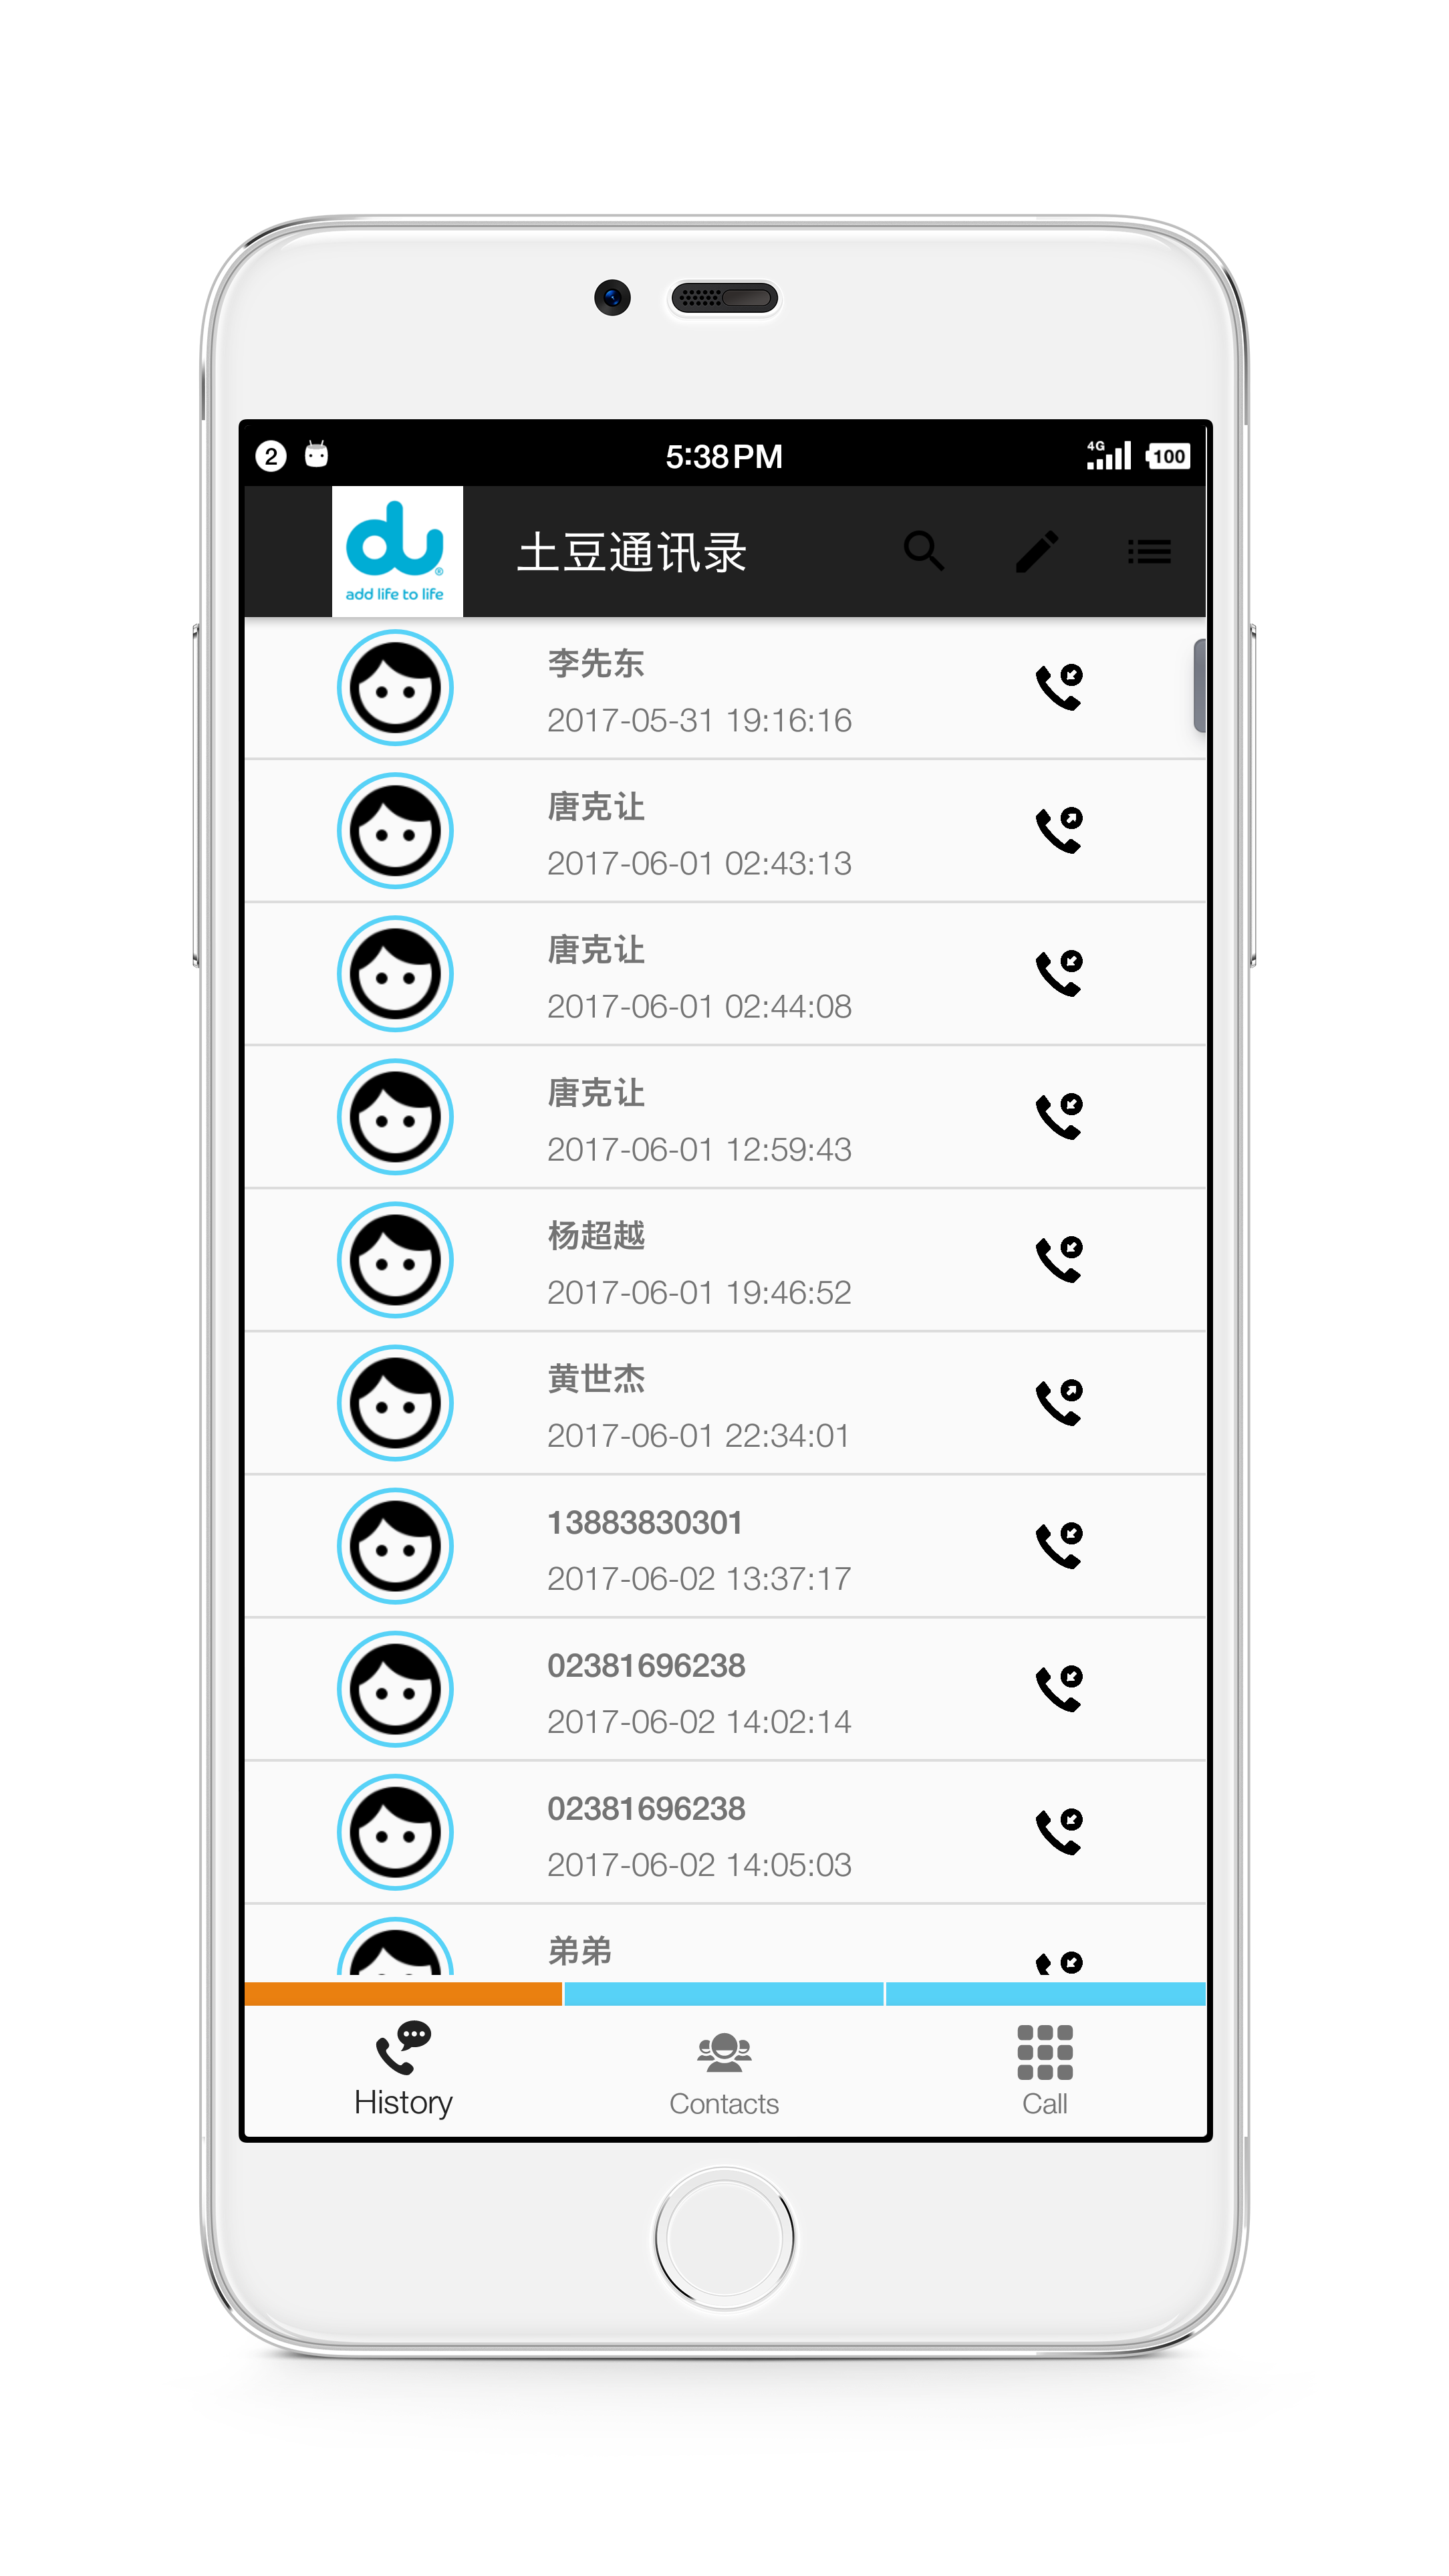 2
5:38PM
4G
100
du®
add life to life
土豆通讯录
李先东
2017-05-31 19:16:16
唐克让
2017-06-01 02:43:13
唐克让
2017-06-01 02:44:08
唐克让
2017-06-01 12:59:43
杨超越
2017-06-01 19:46:52
黄世杰
2017-06-01 22:34:01
13883830301
2017-06-02 13:37:17
02381696238
2017-06-02 14:02:14
02381696238
2017-06-02 14:05:03
弟弟
History
Contacts
Call